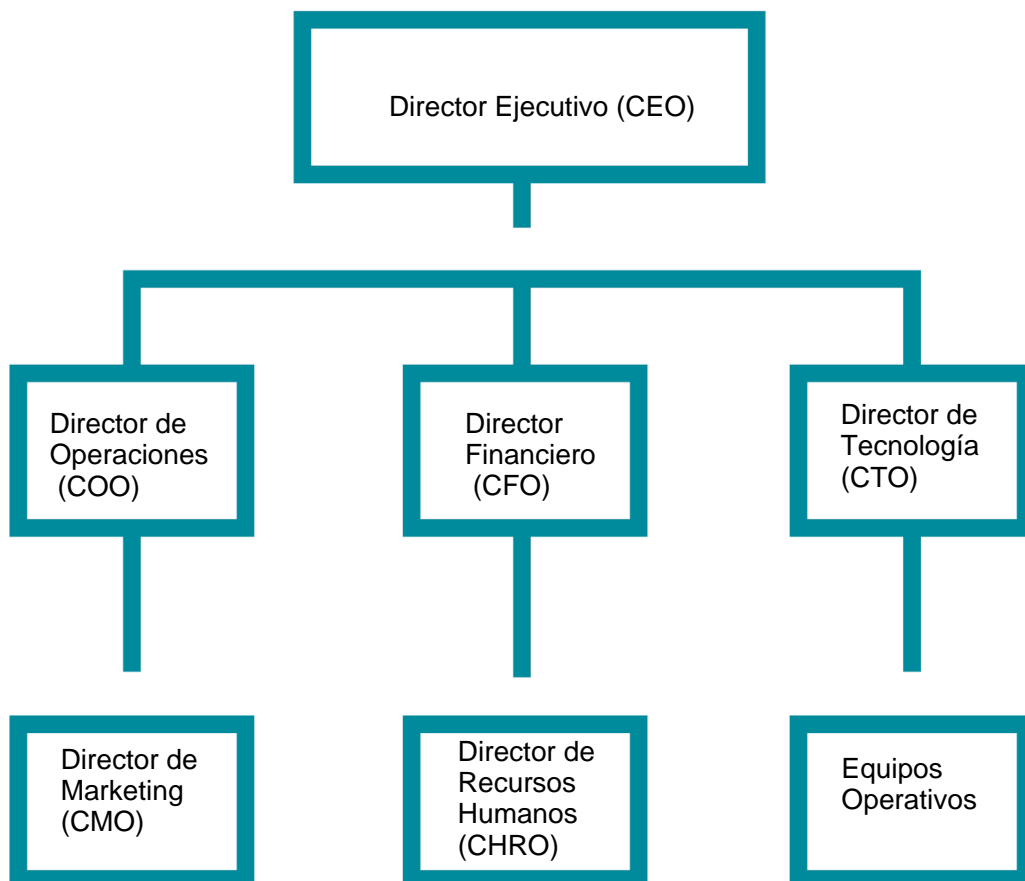 Director Ejecutivo (CEO)
Director de
Operaciones
(COO)
Director
Financiero
(CFO)
Director de
Tecnología
(CTO)
Director de
Marketing
(CMO)
Director de
Recursos
Humanos
(CHRO)
Equipos
Operativos